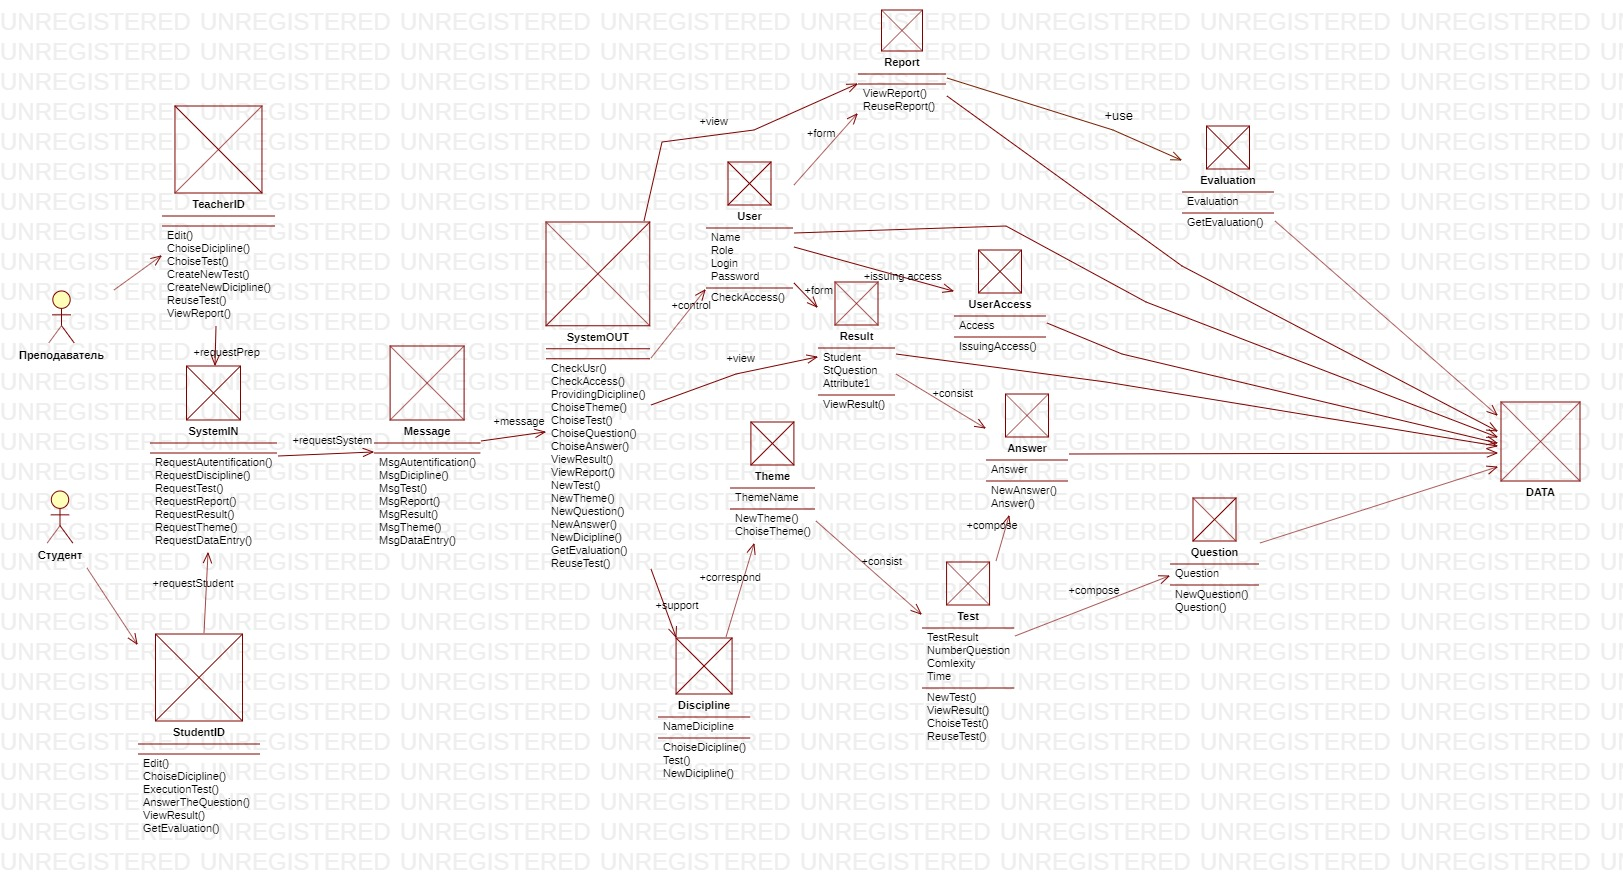 Report
ViewReport()
ReuseReport()
+view
+form
+use
Evaluation
Evaluation
GetEvaluation()
TeacherID
Edit()
ChoiseDicipline()
ChoiseTest()
CreateNewTest()
CreateNewDicipline()
ReuseTest()
ViewReport()
Преподаватель
+requestPrep
User
Name
Role
Login
Password
CheckAccess()
+control
+issuing access
+form
UserAccess
Access
IssuingAccess()
Result
Student
StQuestion
Attribute1
ViewResult()
+view
+consist
SystemIN
RequestAutentification()
RequestDiscipline()
RequestTest()
RequestReport()
RequestResult()
RequestTheme()
RequestDataEntry()
+requestSystem
Message
MsgAutentification()
MsgDicipline()
MsgTest()
MsgReport()
MsgResult()
MsgTheme()
MsgDataEntry()
+message
SystemOUT
CheckUsr()
CheckAccess()
ProvidingDicipline()
ChoiseTheme()
ChoiseTest()
ChoiseQuestion()
ChoiseAnswer()
ViewResult()
ViewReport()
NewTest()
NewTheme()
NewQuestion()
NewAnswer()
NewDicipline()
GetEvaluation()
ReuseTest()
Answer
Answer
NewAnswer()
Answer()
Theme
ThemeName
NewTheme()
ChoiseTheme()
DATA
+compose
Question
Question
NewQuestion()
Question()
+consist
+correspond
+compose
+support
Test
TestResult
NumberQuestion
Comlexity
Time
NewTest()
ViewResult()
ChoiseTest()
ReuseTest()
Студент
+requestStudent
StudentID
Edit()
ChoiseDicipline()
ExecutionTest()
AnswerTheQuestion()
ViewResult()
GetEvaluation()
Discipline
NameDicipline
ChoiseDicipline()
Test()
NewDicipline()